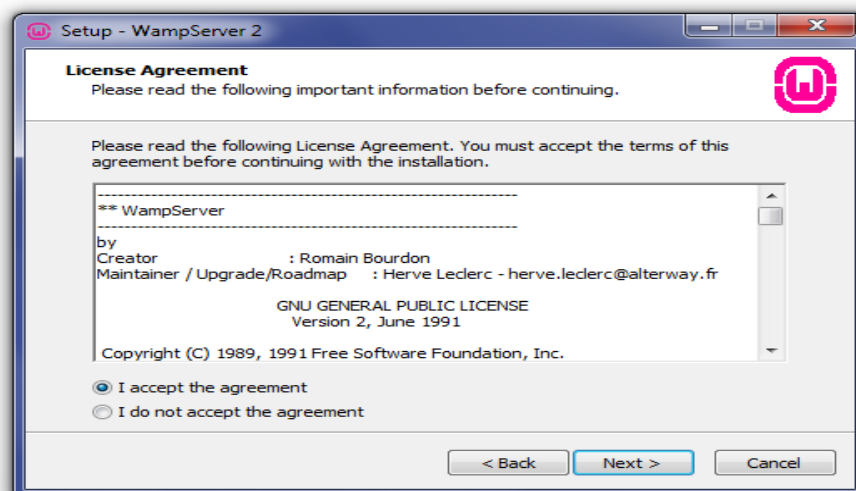 Setup - WampServer 2
License Agreement
Please read the following important information before continuing.
Please read the following License Agreement. You must accept the terms of this
agreement before continuing with the installation.
----------------------------------------------------------------
** WampServer
----------------------------------------------------------------
by
Creator : Romain Bourdon
Maintainer / Upgrade/Roadmap : Herve Leclerc - herve.leclerc@alterway.fr
GNU GENERAL PUBLIC LICENSE
Version 2, June 1991
Copyright (C) 1989, 1991 Free Software Foundation, Inc.
I accept the agreement
I do not accept the agreement
< Back Next > Cancel